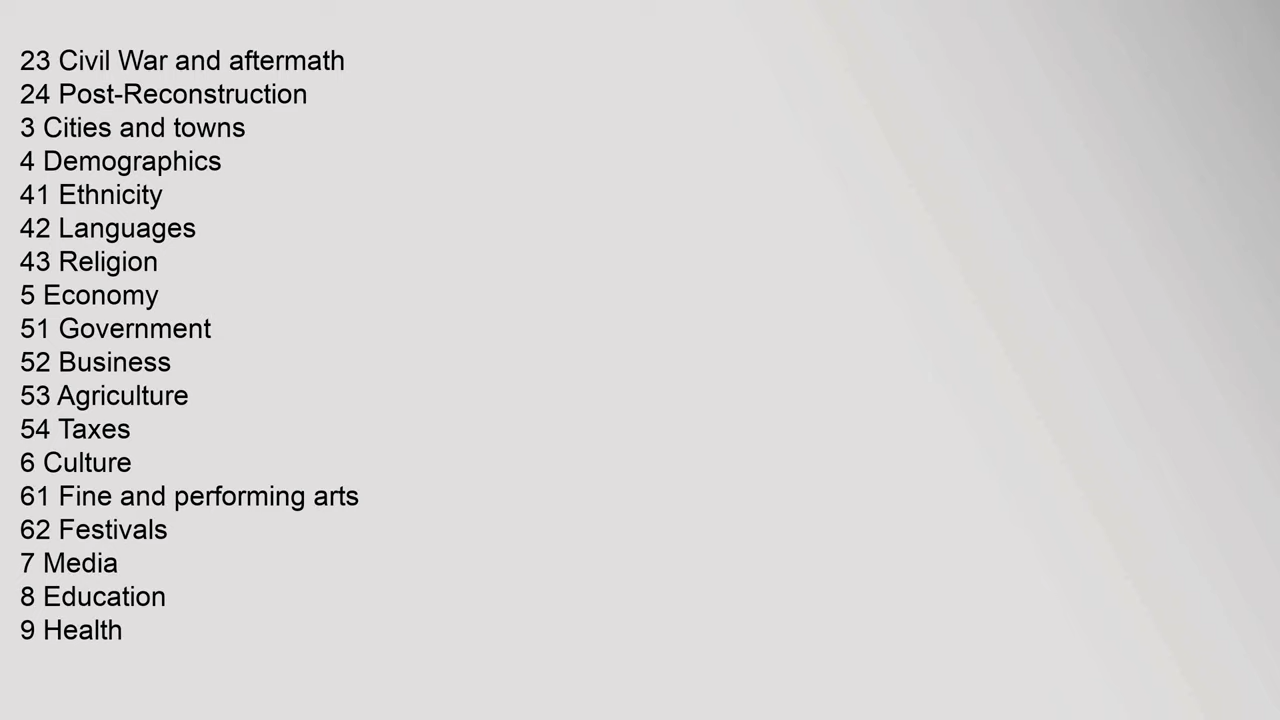 23 Civil War and aftermath
24 Post-Reconstruction
3 Cities and towns
4 Demographics
41 Ethnicity
42 Languages
43 Religion
5 Economy
51 Government
52 Business
53 Agriculture
54 Taxes
6 Culture
61 Fine and performing arts
62 Festivals
7 Media
8 Education
9 Health